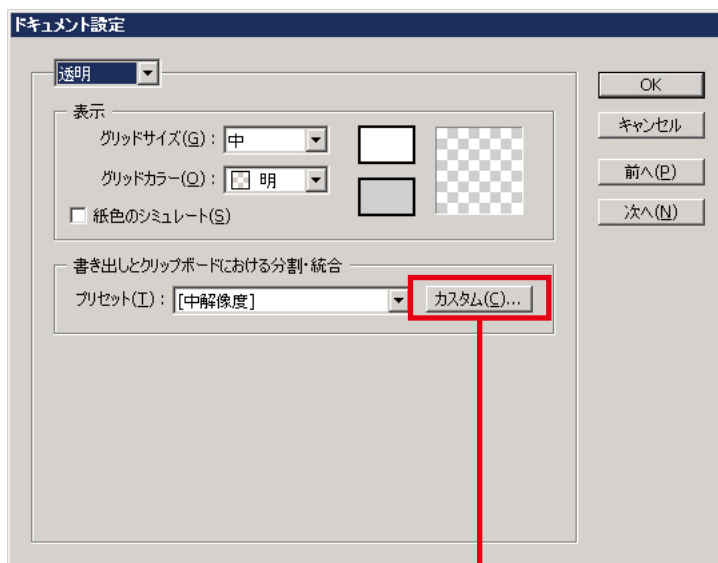 ドキュメント設定
透明
OK
キャンセル
前へ(P)
次へ(N)
表示
グリッドサイズ(G)：中
グリッドカラー(O)： 明
紙色のシミュレート(S)
書き出しとクリップボードにおける分割・統合
プリセット(T)：[中解像度]
カスタム(C)...